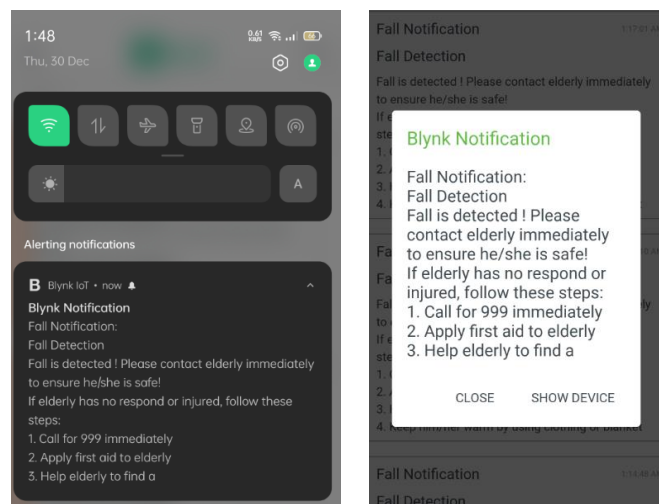 1:48
0.61
KB/S
Thu, 30 Dec
A
Alerting notifications
B Blynk IoT • now
Blynk Notification
Fall Notification:
Fall Detection
Fall is detected ! Please contact elderly immediately
to ensure he/she is safe!
If elderly has no respond or injured, follow these
steps:
1. Call for 999 immediately
2. Apply first aid to elderly
3. Help elderly to find a
Fall Notification
1:17:01 AM
Fall Detection
Fall is detected ! Please contact elderly immediately
to ensure he/she is safe!
Blynk Notification
Fall Notification:
Fall Detection
Fall is detected ! Please
contact elderly immediately
to ensure he/she is safe!
If elderly has no respond or
injured, follow these steps:
1. Call for 999 immediately
2. Apply first aid to elderly
3. Help elderly to find a
CLOSE SHOW DEVICE
4. Keep him/her warm by using clothing or blanket
Fall Notification
Fall Detection